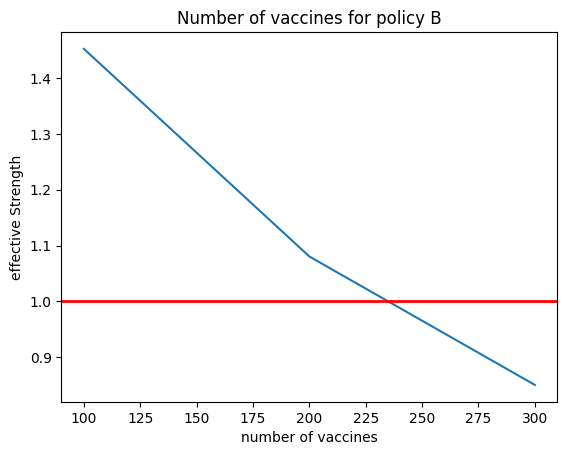 Number of vaccines for policy B
effective Strength
1.4
1.3
1.2
1.1
1.0
0.9
100 125 150 175 200 225 250 275 300
number of vaccines